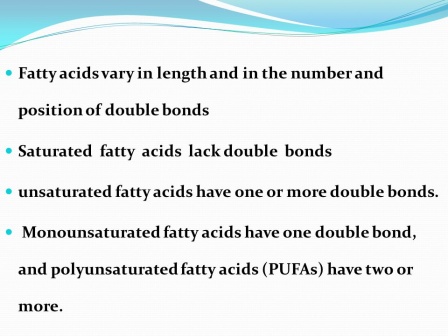 • Fatty acids vary in length and in the number and
position of double bonds
• Saturated fatty acids lack double bonds
• unsaturated fatty acids have one or more double bonds.
• Monounsaturated fatty acids have one double bond,
and polyunsaturated fatty acids (PUFAs) have two or
more.